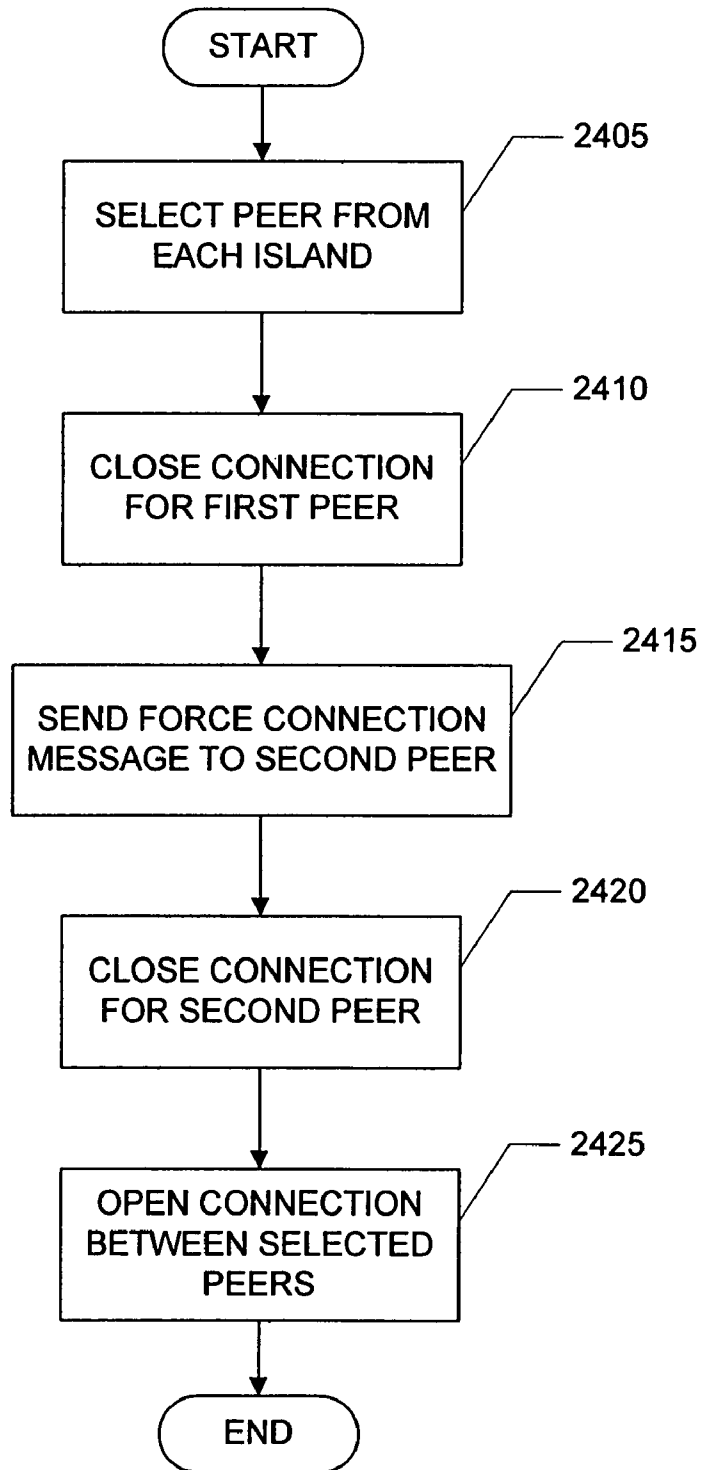 START
2405
SELECT PEER FROM
EACH ISLAND
2410
CLOSE CONNECTION
FOR FIRST PEER
2415
SEND FORCE CONNECTION
MESSAGE TO SECOND PEER
2420
CLOSE CONNECTION
FOR SECOND PEER
2425
OPEN CONNECTION
BETWEEN SELECTED
PEERS
END